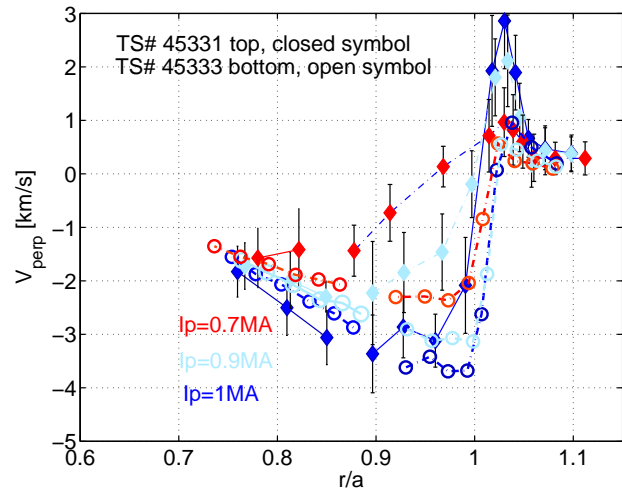 TS# 45331 top, closed symbol
TS# 45333 bottom, open symbol
V_perp [km/s]
3
2
1
0
−1
−2
−3
−4
−5
Ip=0.7MA
Ip=0.9MA
Ip=1MA
0.6 0.7 0.8 0.9 1 1.1
r/a